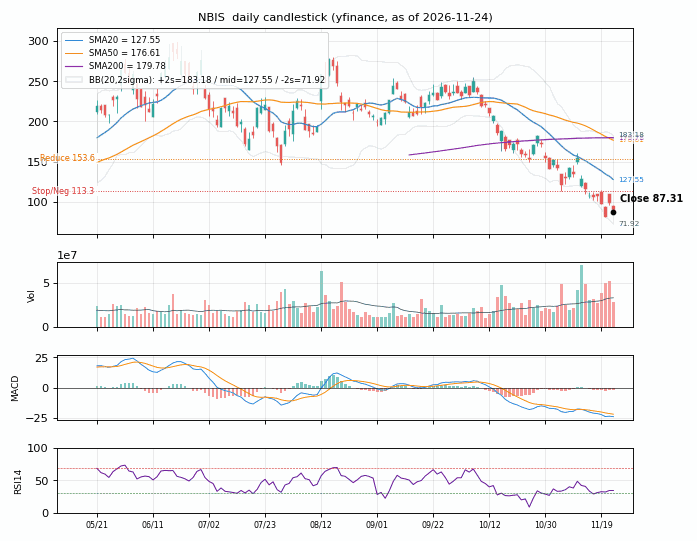 NBIS daily candlestick (yfinance, as of 2026-11-24)
SMA20 = 127.55
SMA50 = 176.61
SMA200 = 179.78
BB(20,2sigma): +2s=183.18 / mid=127.55 / -2s=71.92
300
250
200
150
100
Reduce 153.6
Stop/Neg 113.3
183.18
127.55
Close 87.31
71.92
1e7
Vol
5
0
MACD
25
0
−25
RSI14
100
50
0
05/21 06/11 07/02 07/23 08/12 09/01 09/22 10/12 10/30 11/19